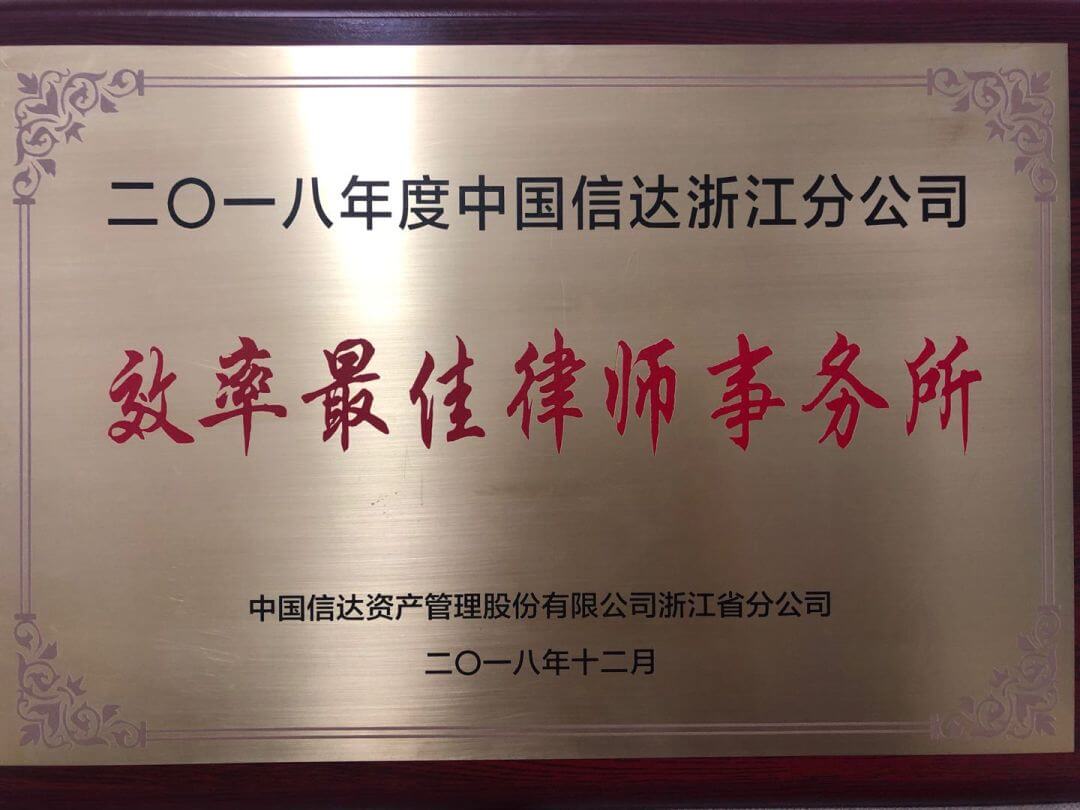 二〇一八年度中国信达浙江分公司
效率最佳律师事务所
中国信达资产管理股份有限公司浙江省分公司
二〇一八年十二月